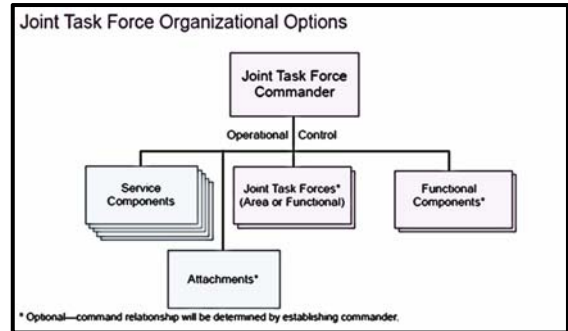 Joint Task Force Organizational Options
Joint Task Force
Commander
Operational Control
Service
Components
Joint Task Forces*
(Area or Functional)
Functional
Components*
Attachments*
* Optional—command relationship will be determined by establishing commander.